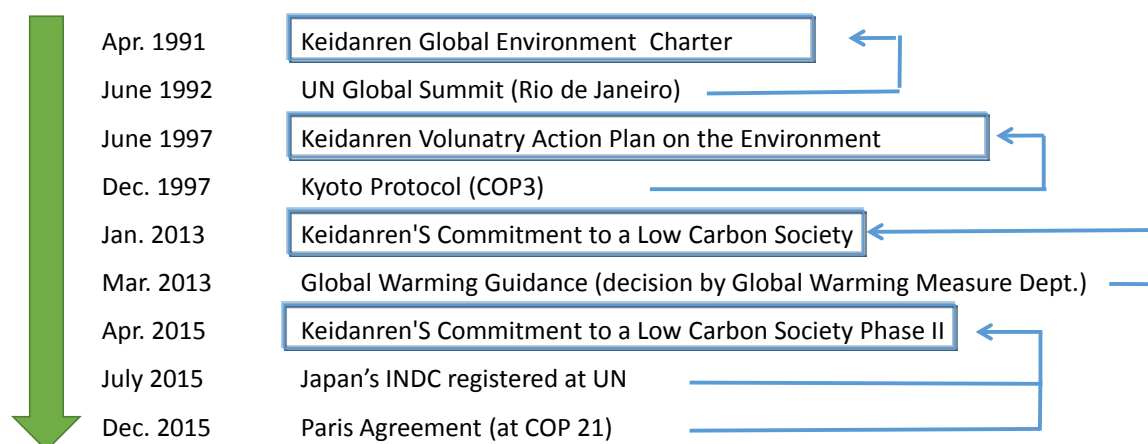 Apr. 1991 Keidanren Global Environment Charter
June 1992 UN Global Summit (Rio de Janeiro)
June 1997 Keidanren Volunatry Action Plan on the Environment
Dec. 1997 Kyoto Protocol (COP3)
Jan. 2013 Keidanren'S Commitment to a Low Carbon Society
Mar. 2013 Global Warming Guidance (decision by Global Warming Measure Dept.)
Apr. 2015 Keidanren'S Commitment to a Low Carbon Society Phase II
July 2015 Japan’s INDC registered at UN
Dec. 2015 Paris Agreement (at COP 21)